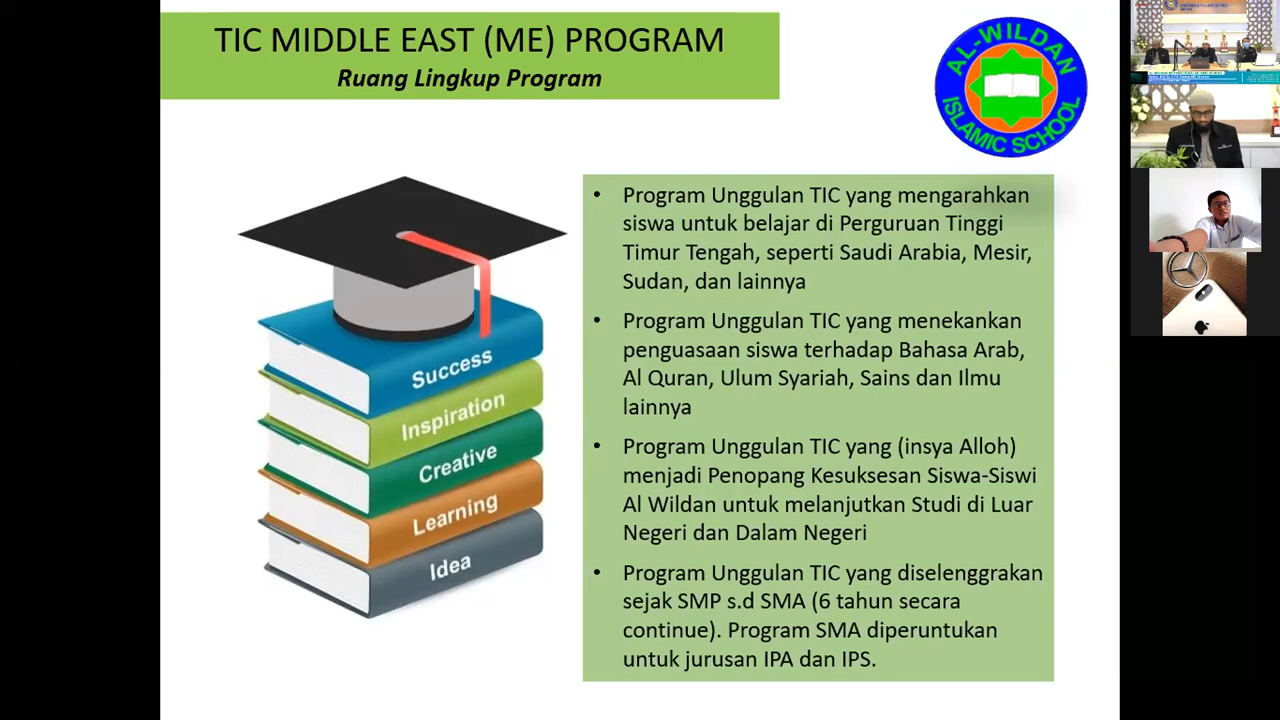 TIC MIDDLE EAST (ME) PROGRAM
Ruang Lingkup Program
AL-WILDAN
ISLAMIC SCHOOL
Success
Inspiration
Creative
Learning
Idea
• Program Unggulan TIC yang mengarahkan
siswa untuk belajar di Perguruan Tinggi
Timur Tengah, seperti Saudi Arabia, Mesir,
Sudan, dan lainnya
• Program Unggulan TIC yang menekankan
penguasaan siswa terhadap Bahasa Arab,
Al Quran, Ulum Syariah, Sains dan Ilmu
lainnya
• Program Unggulan TIC yang (insya Alloh)
menjadi Penopang Kesuksesan Siswa-Siswi
Al Wildan untuk melanjutkan Studi di Luar
Negeri dan Dalam Negeri
• Program Unggulan TIC yang diselenggrakan
sejak SMP s.d SMA (6 tahun secara
continue). Program SMA diperuntukan
untuk jurusan IPA dan IPS.